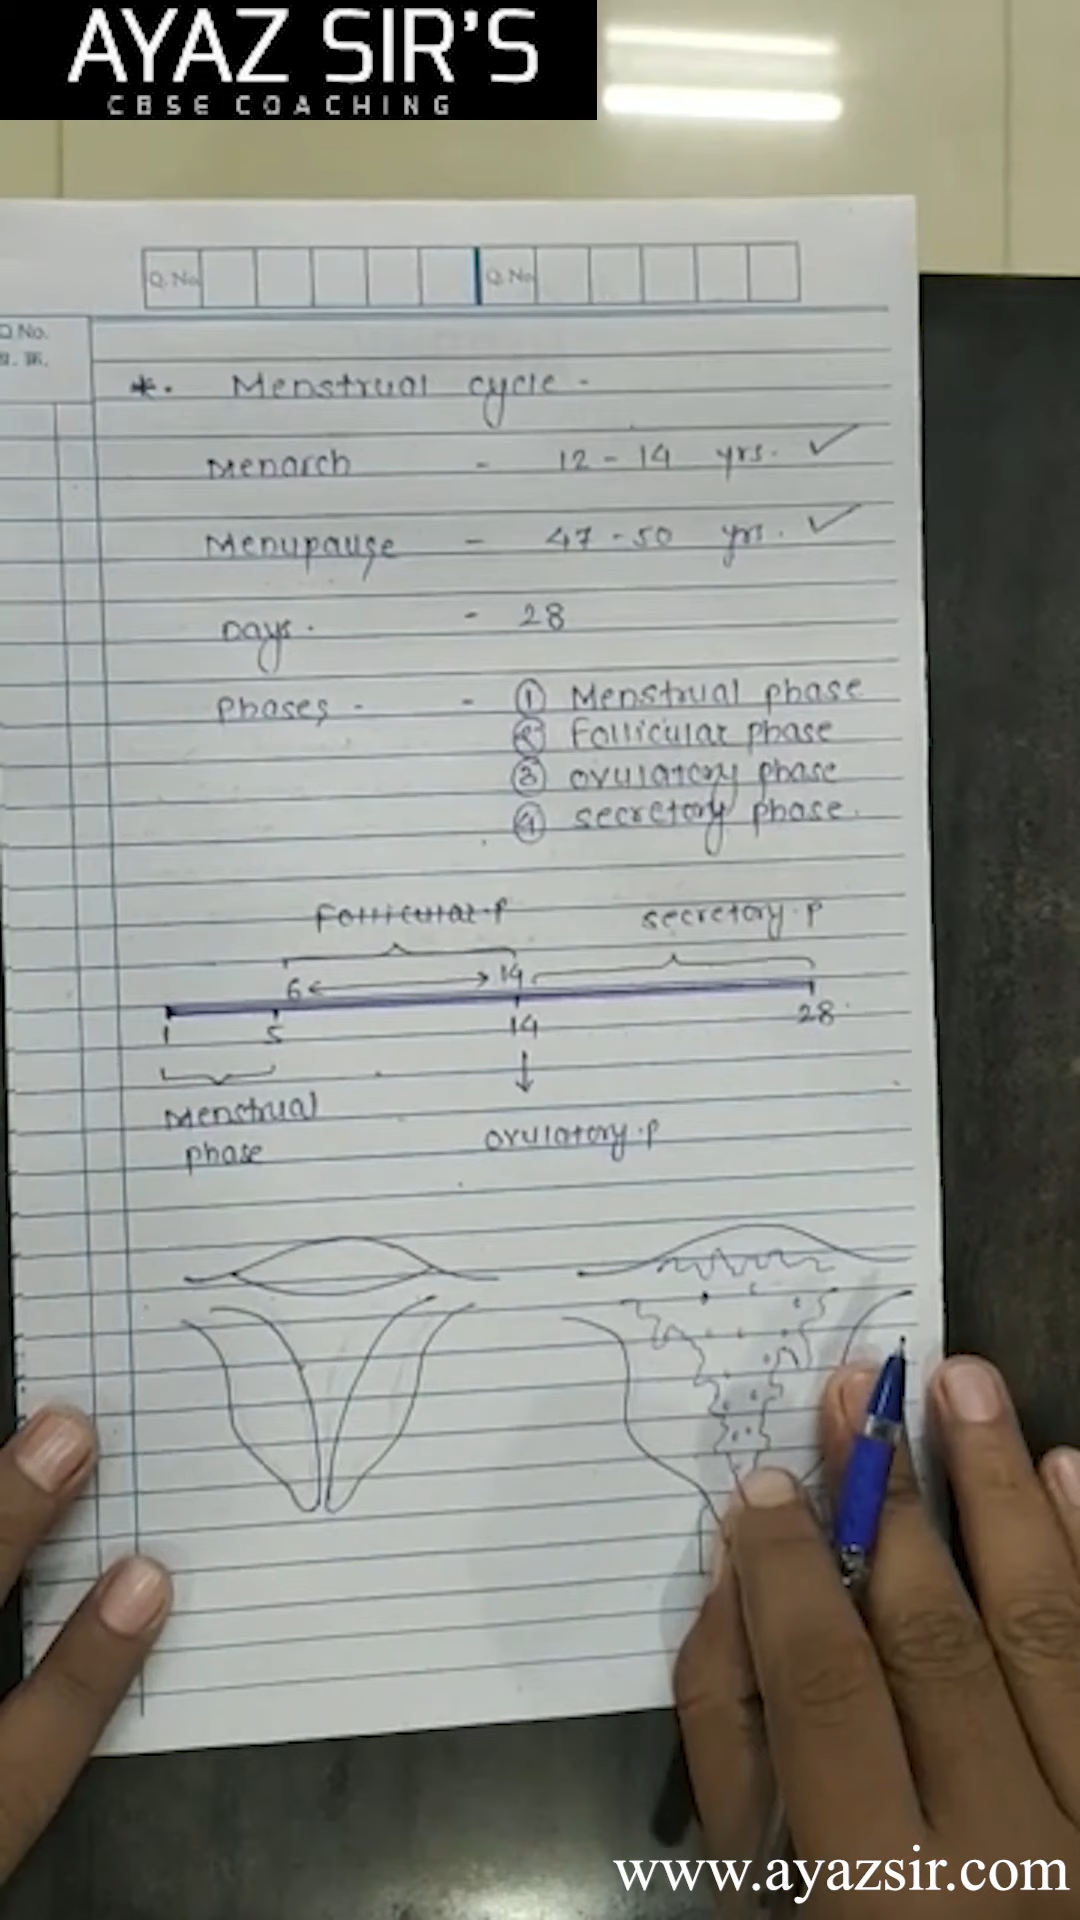 AYAZ SIR'S
CBSE COACHING
Q.No Q.No
Q.No.
प्र. क्र.
*. Menstrual cycle -
Menarch - 12 - 14 yrs. ✓
Menupause - 47 - 50 yrs. ✓
Days. - 28
Phases - - ① Menstrual phase
② Follicular phase
③ ovulatory phase
④ secretory phase.
Follicular.P secretory.P
6 ⟷ 14
1 5 14 28
↓
Menstrual
phase ovulatory.P
www.ayazsir.com